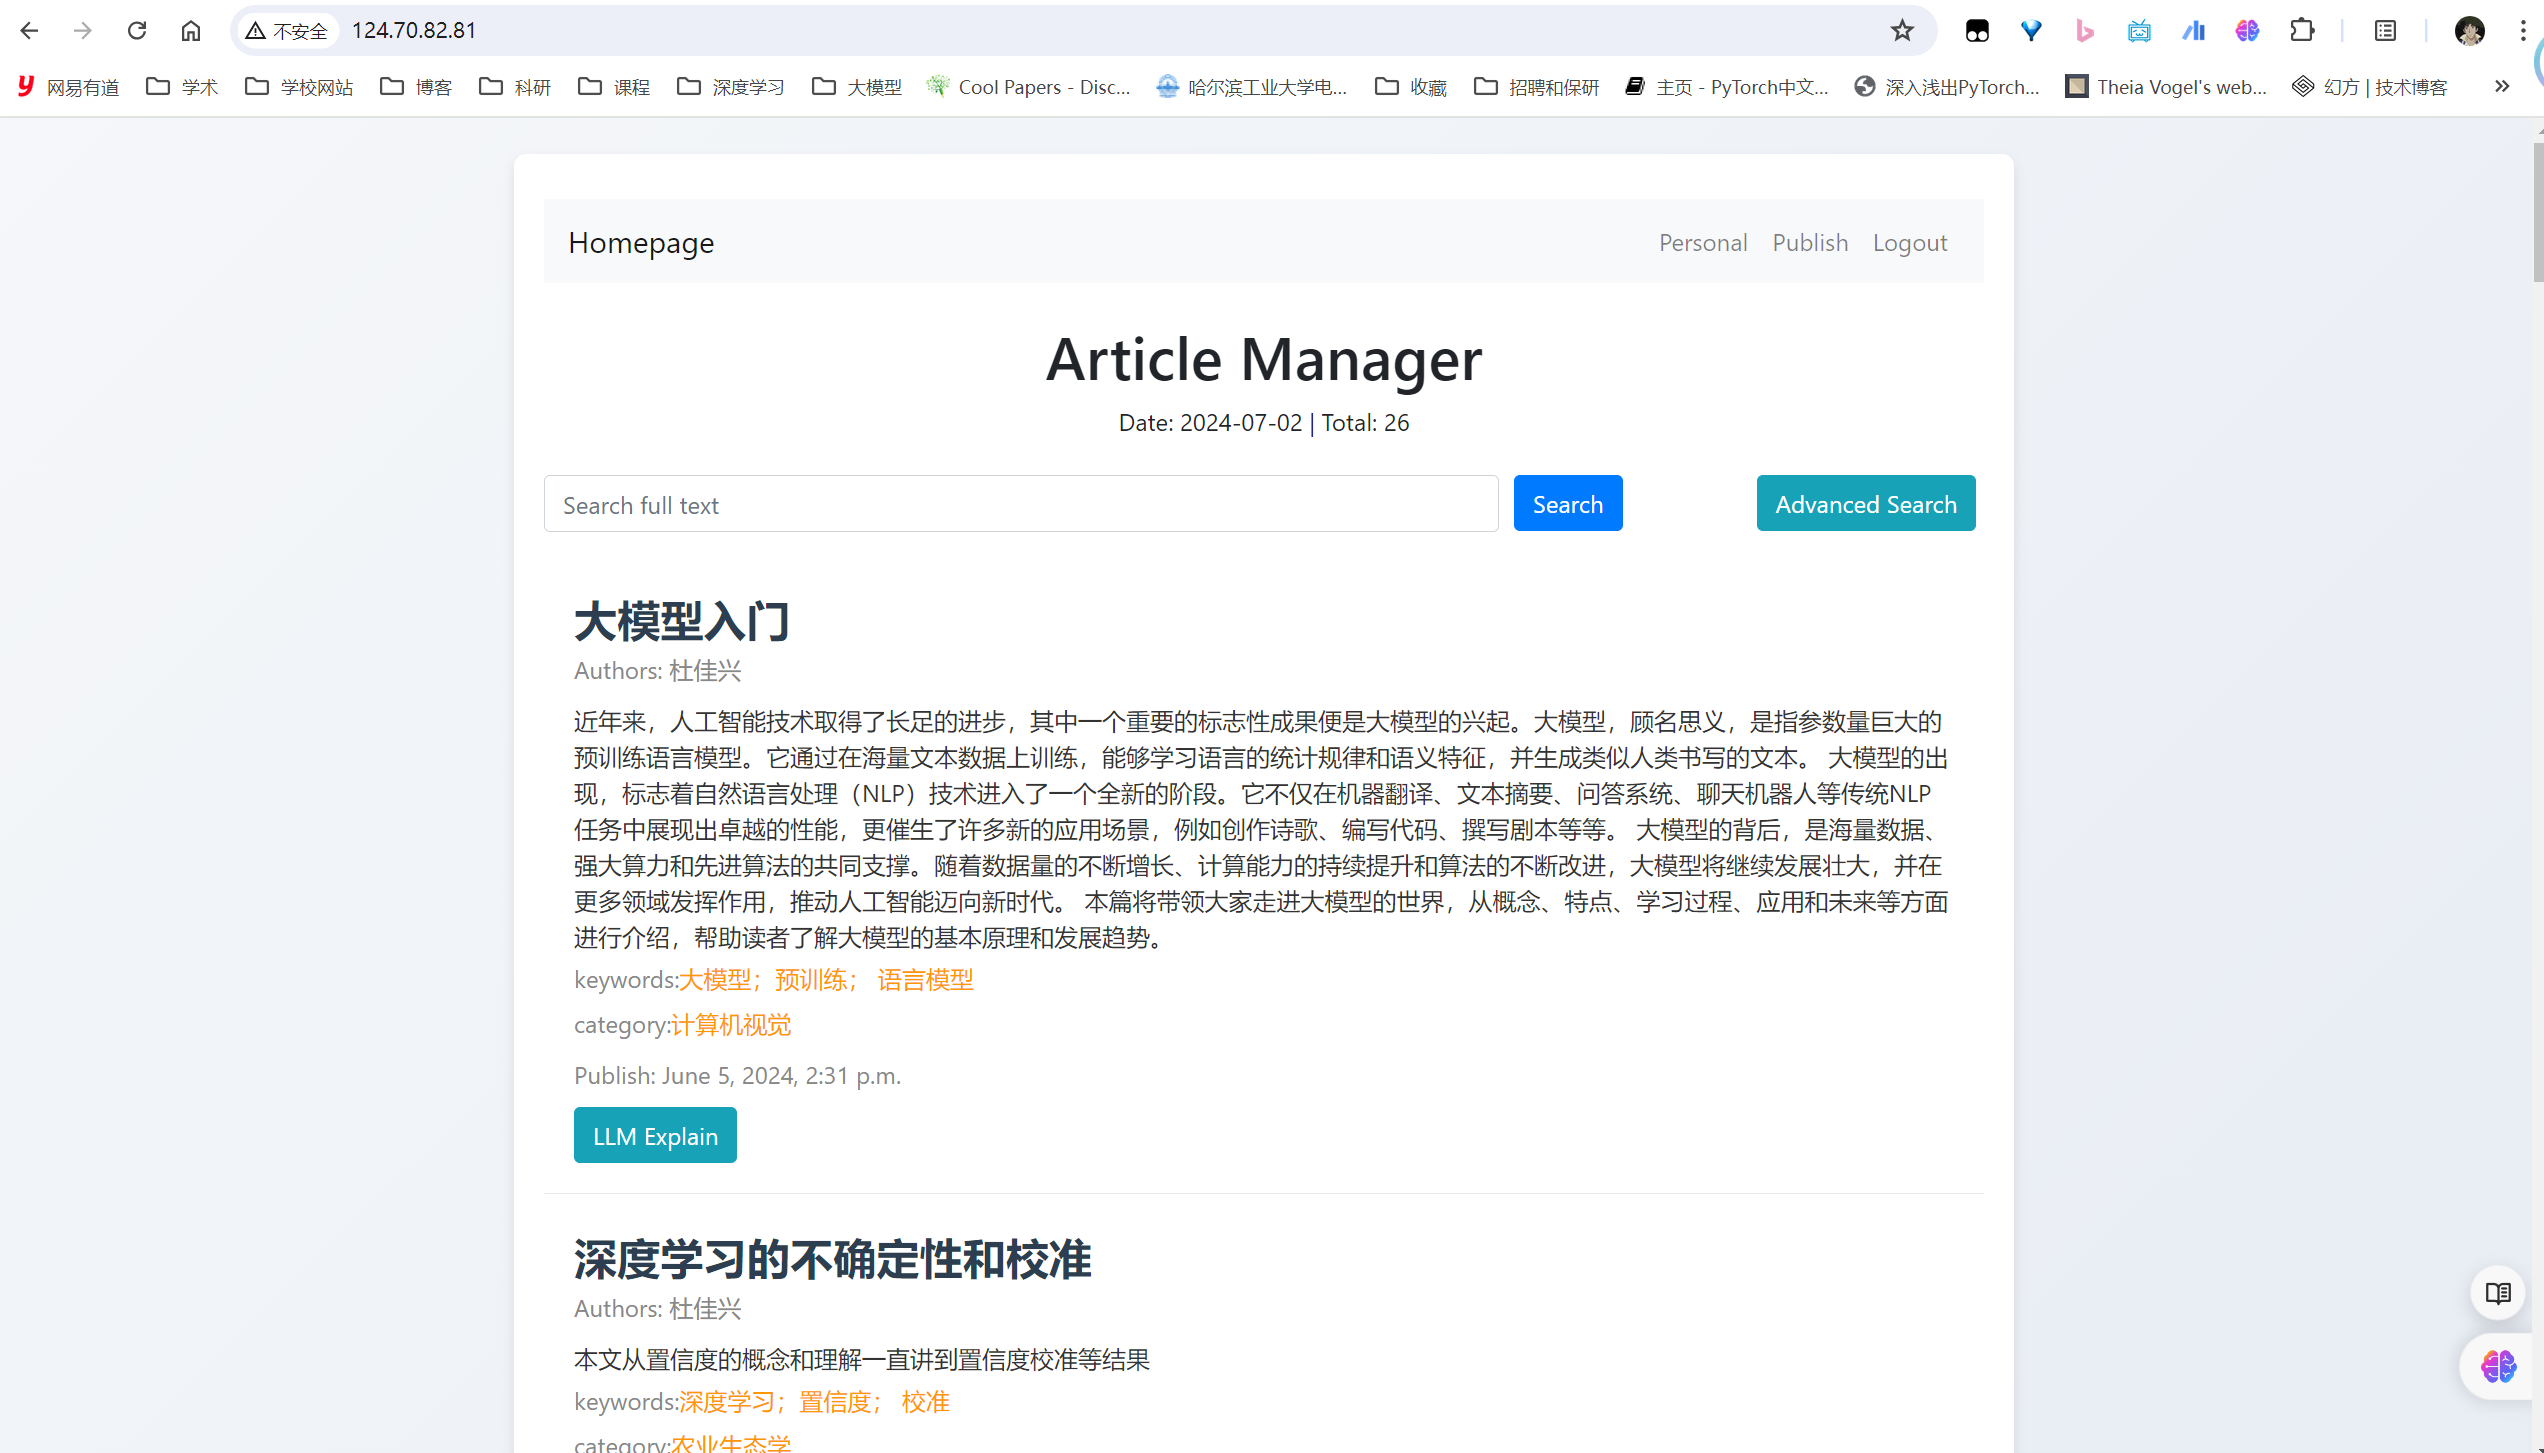 不安全 124.70.82.81
网易有道 学术 学校网站 博客 科研 课程 深度学习 大模型 Cool Papers - Disc... 哈尔滨工业大学电... 收藏 招聘和保研 主页 - PyTorch中文... 深入浅出PyTorch... Theia Vogel's web... 幻方 | 技术博客 »
Homepage Personal Publish Logout
Article Manager
Date: 2024-07-02 | Total: 26
Search full text Search Advanced Search
大模型入门
Authors: 杜佳兴
近年来，人工智能技术取得了长足的进步，其中一个重要的标志性成果便是大模型的兴起。大模型，顾名思义，是指参数量巨大的
预训练语言模型。它通过在海量文本数据上训练，能够学习语言的统计规律和语义特征，并生成类似人类书写的文本。 大模型的出
现，标志着自然语言处理（NLP）技术进入了一个全新的阶段。它不仅在机器翻译、文本摘要、问答系统、聊天机器人等传统NLP
任务中展现出卓越的性能，更催生了许多新的应用场景，例如创作诗歌、编写代码、撰写剧本等等。 大模型的背后，是海量数据、
强大算力和先进算法的共同支撑。随着数据量的不断增长、计算能力的持续提升和算法的不断改进，大模型将继续发展壮大，并在
更多领域发挥作用，推动人工智能迈向新时代。 本篇将带领大家走进大模型的世界，从概念、特点、学习过程、应用和未来等方面
进行介绍，帮助读者了解大模型的基本原理和发展趋势。
keywords:大模型；预训练； 语言模型
category:计算机视觉
Publish: June 5, 2024, 2:31 p.m.
LLM Explain
深度学习的不确定性和校准
Authors: 杜佳兴
本文从置信度的概念和理解一直讲到置信度校准等结果
keywords:深度学习；置信度； 校准
category:农业生态学